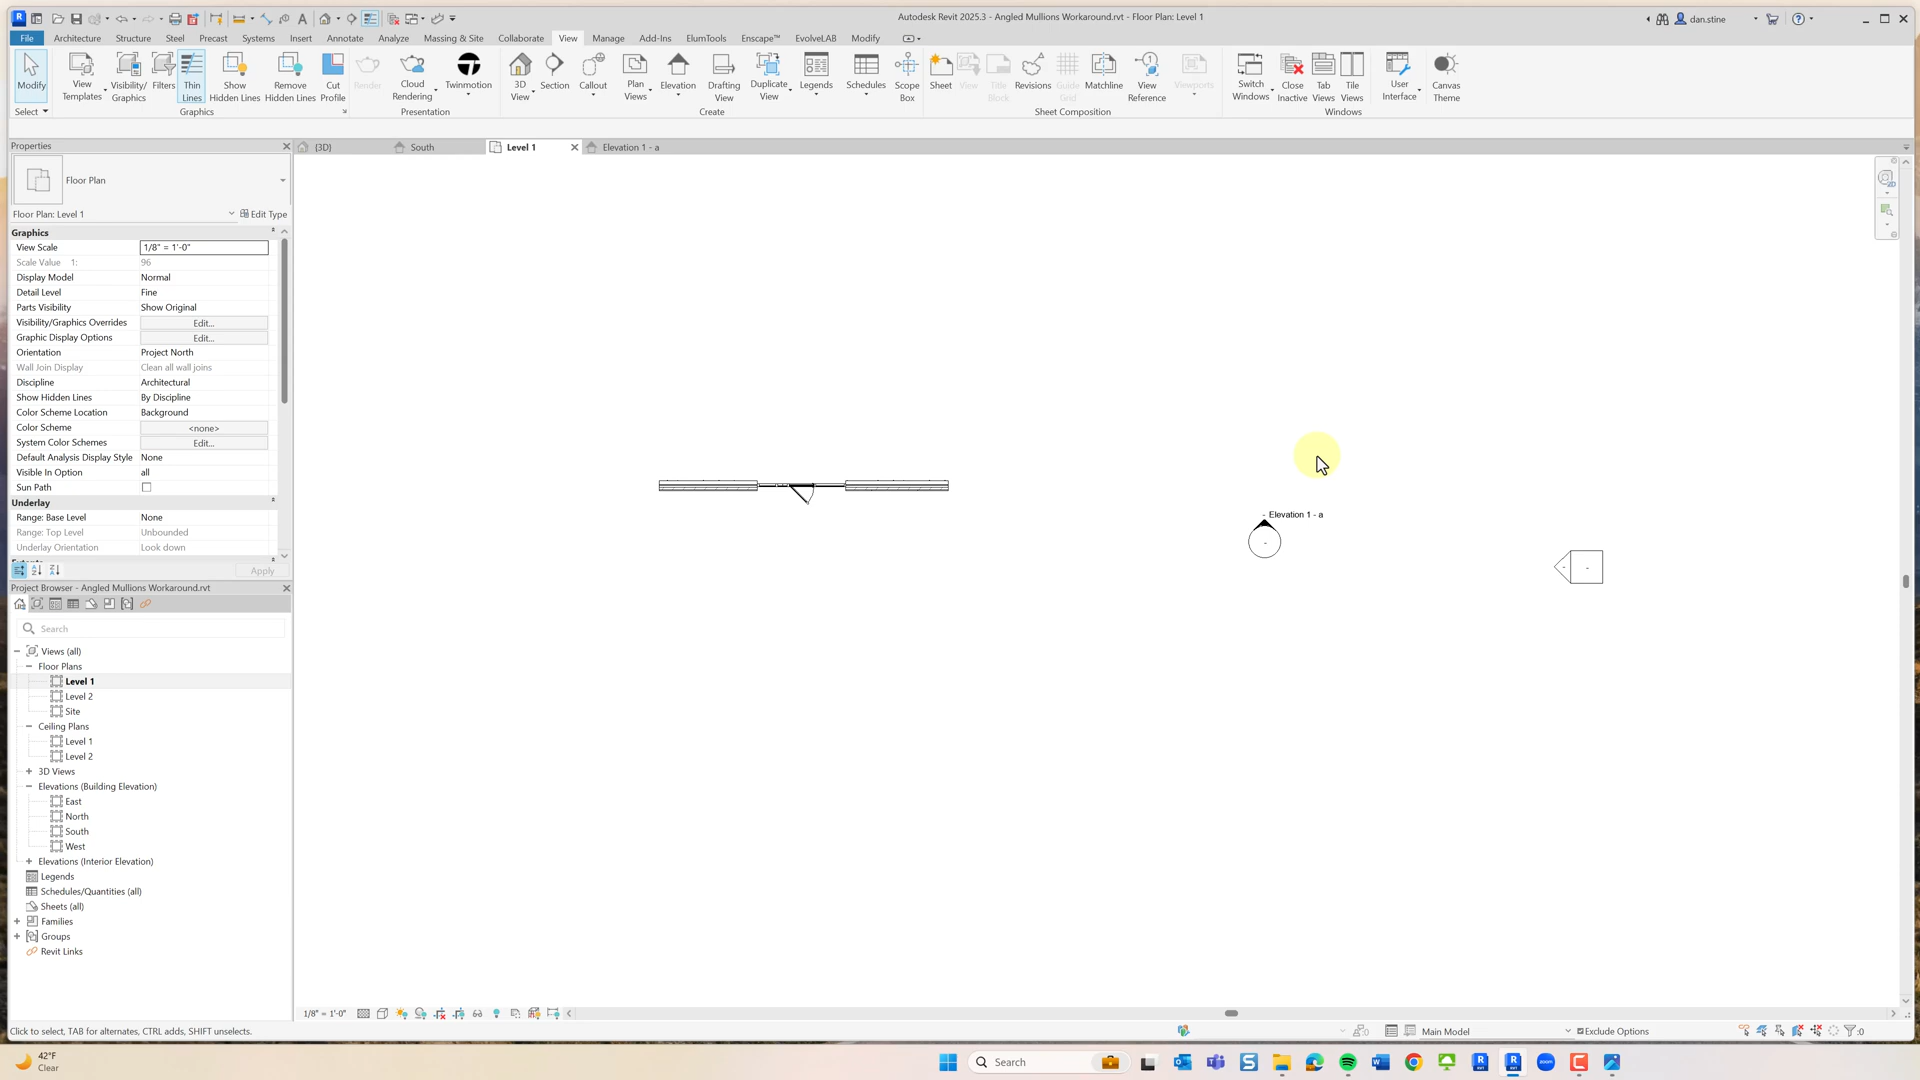 Autodesk Revit 2025.3 - Angled Mullions Workaround.rvt - Floor Plan: Level 1
dan.stine
File Architecture Structure Steel Precast Systems Insert Annotate Analyze Massing & Site Collaborate View Manage Add-Ins ElumTools Enscape™ EvolveLAB Modify
Modify View Templates Visibility/ Graphics Filters Thin Lines Show Hidden Lines Remove Hidden Lines Cut Profile Render Cloud Rendering Twinmotion 3D View Section Callout Plan Views Elevation Drafting View Duplicate View Legends Schedules Scope Box Sheet View Title Block Revisions Guide Grid Matchline View Reference Viewports Switch Windows Close Inactive Tab Views Tile Views User Interface Canvas Theme
Select Graphics Presentation Create Sheet Composition Windows
Properties
{3D} South Level 1 Elevation 1 - a
Floor Plan
Floor Plan: Level 1 Edit Type
Graphics
View Scale 1/8" = 1'-0"
Scale Value 1: 96
Display Model Normal
Detail Level Fine
Parts Visibility Show Original
Visibility/Graphics Overrides Edit...
Graphic Display Options Edit...
Orientation Project North
Wall Join Display Clean all wall joins
Discipline Architectural
Show Hidden Lines By Discipline
Color Scheme Location Background
Color Scheme <none>
System Color Schemes Edit...
Default Analysis Display Style None
Visible In Option all
Sun Path
Underlay
Range: Base Level None
Range: Top Level Unbounded
Underlay Orientation Look down
Apply
- Elevation 1 - a
Project Browser - Angled Mullions Workaround.rvt
Search
Views (all)
Floor Plans
Level 1
Level 2
Site
Ceiling Plans
Level 1
Level 2
3D Views
Elevations (Building Elevation)
East
North
South
West
Elevations (Interior Elevation)
Legends
Schedules/Quantities (all)
Sheets (all)
Families
Groups
Revit Links
1/8" = 1'-0"
Click to select, TAB for alternates, CTRL adds, SHIFT unselects.
:0 Main Model Exclude Options :0
42°F
Clear
Search
zoom